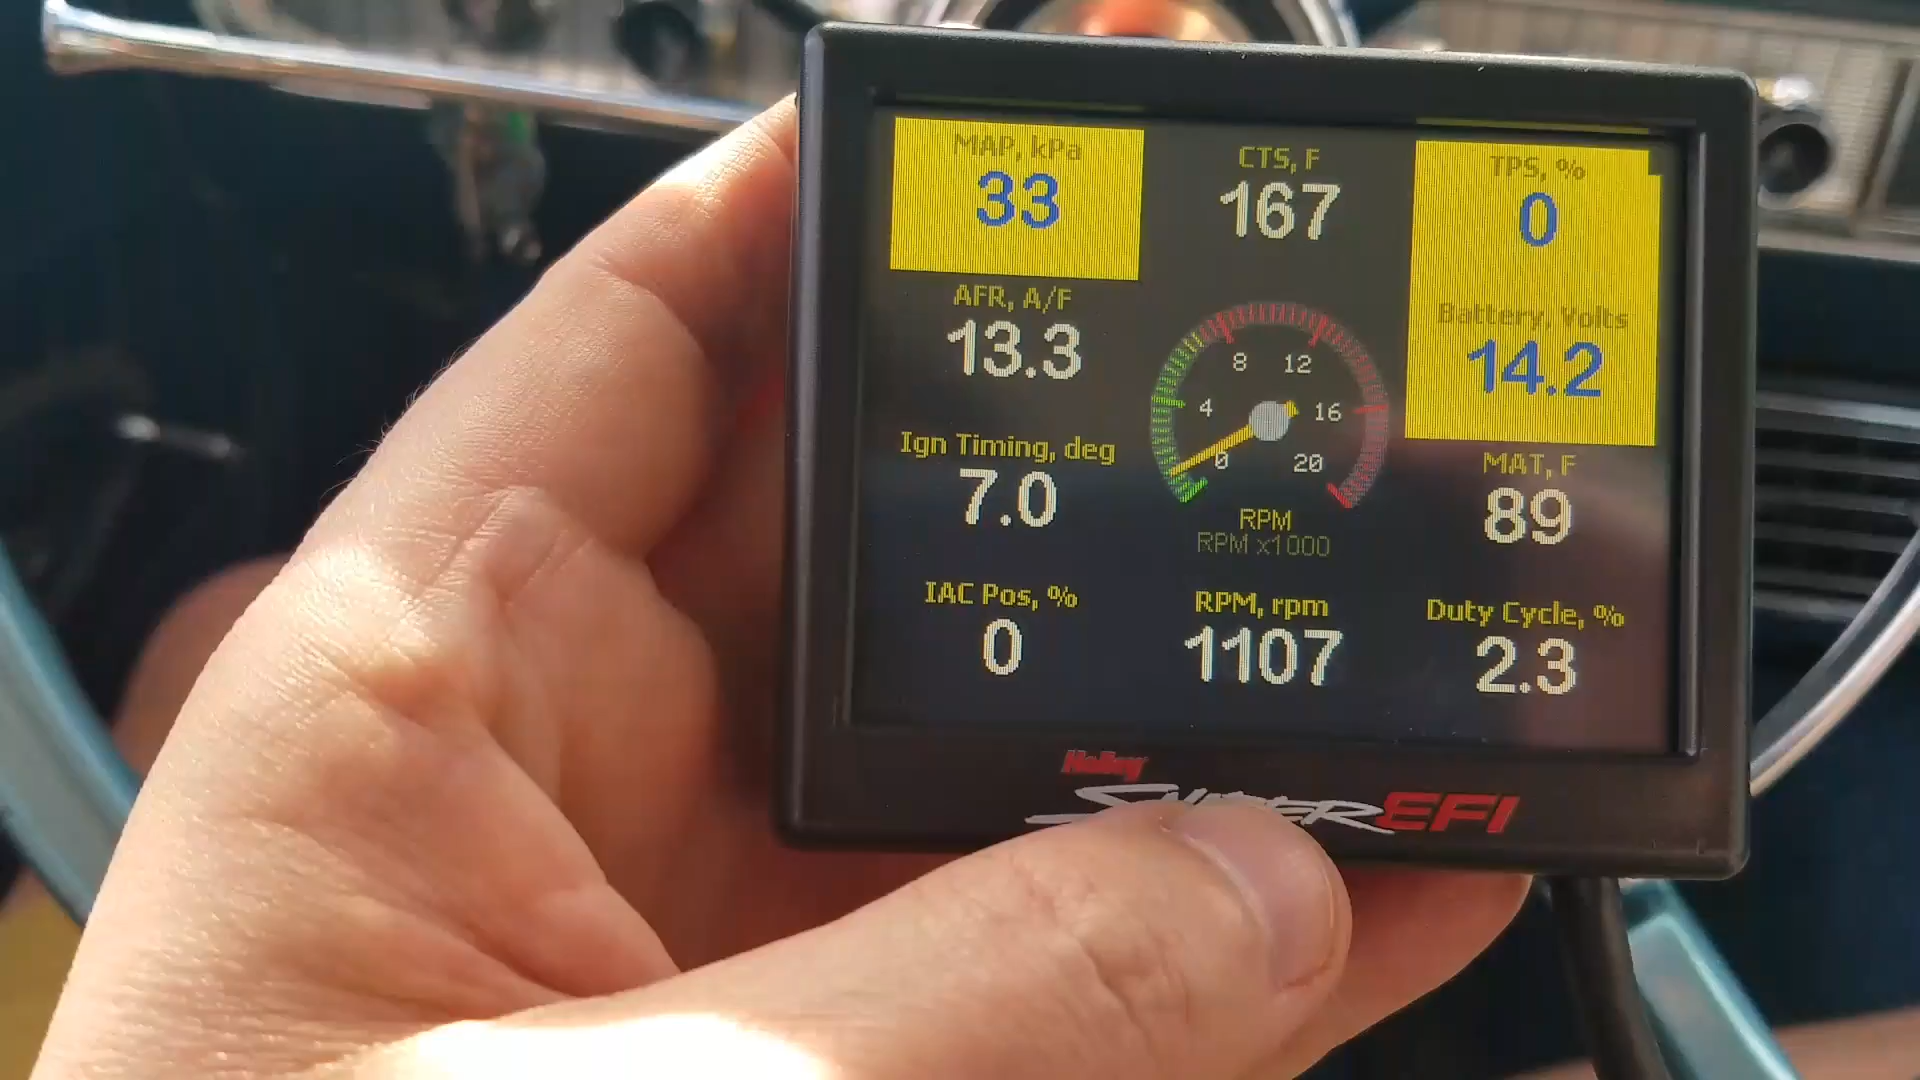 MAP, kPa
33
CTS, F
167
TPS, %
0
AFR, A/F
13.3
Battery, Volts
14.2
8 12
4 16
0 20
Ign Timing, deg
7.0
MAT, F
89
RPM
RPM x1000
IAC Pos, %
0
RPM, rpm
1107
Duty Cycle, %
2.3
Holley
SNIPER EFI